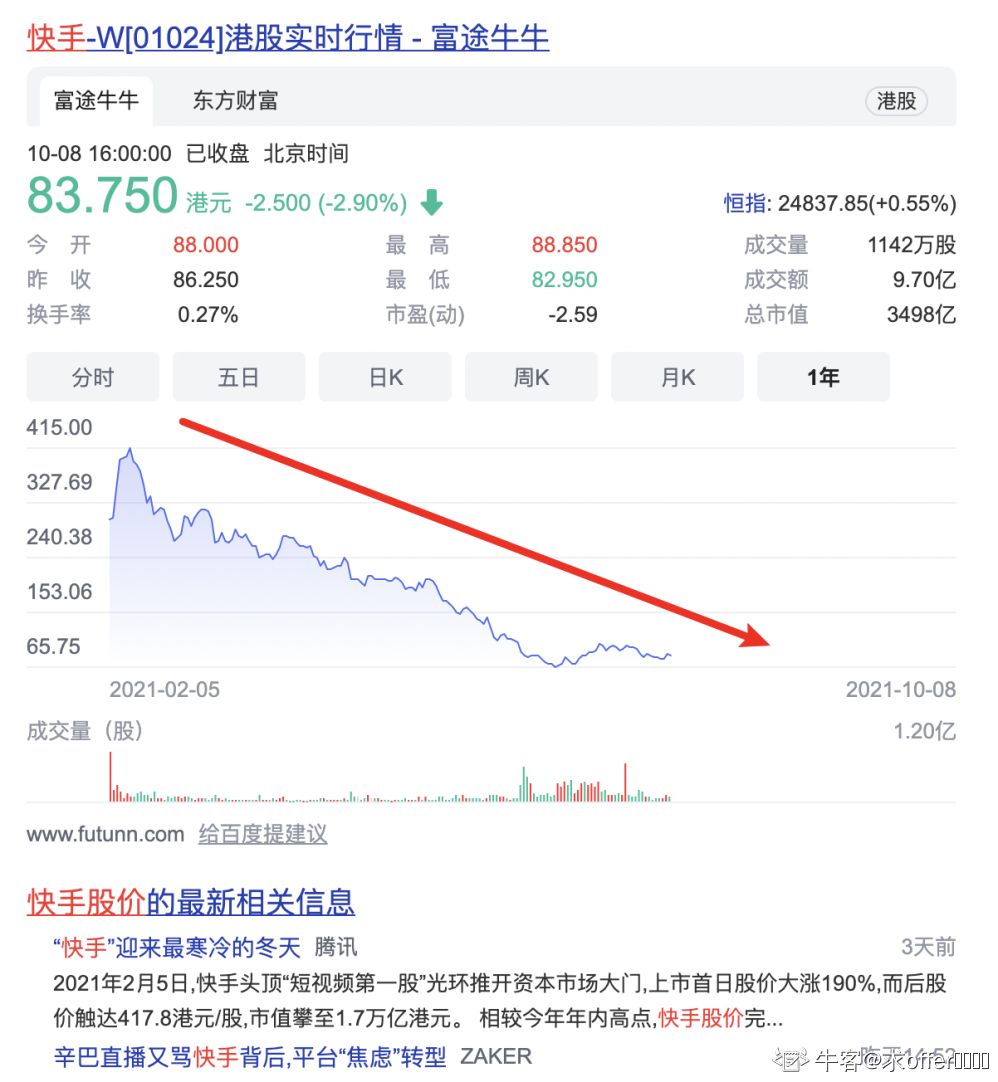 快手-W[01024]港股实时行情 - 富途牛牛
富途牛牛 东方财富 港股
10-08 16:00:00 已收盘 北京时间
83.750 港元 -2.500 (-2.90%) 恒指: 24837.85(+0.55%)
今 开 88.000 最 高 88.850 成交量 1142万股
昨 收 86.250 最 低 82.950 成交额 9.70亿
换手率 0.27% 市盈(动) -2.59 总市值 3498亿
分时 五日 日K 周K 月K 1年
415.00
327.69
240.38
153.06
65.75
2021-02-05 2021-10-08
成交量（股） 1.20亿
www.futunn.com 给百度提建议
快手股价的最新相关信息
“快手”迎来最寒冷的冬天 腾讯 3天前
2021年2月5日,快手头顶“短视频第一股”光环推开资本市场大门,上市首日股价大涨190%,而后股
价触达417.8港元/股,市值攀至1.7万亿港元。 相较今年年内高点,快手股价完...
辛巴直播又骂快手背后,平台“焦虑”转型 ZAKER 昨天14:52
牛客@求offer